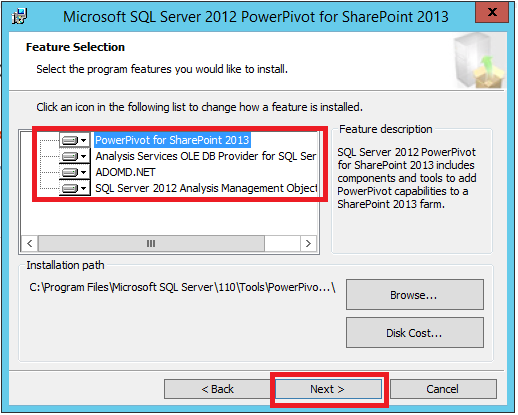 Microsoft SQL Server 2012 PowerPivot for SharePoint 2013
Feature Selection
Select the program features you would like to install.
Click an icon in the following list to change how a feature is installed.
PowerPivot for SharePoint 2013
Analysis Services OLE DB Provider for SQL Ser
ADOMD.NET
SQL Server 2012 Analysis Management Object
Feature description
SQL Server 2012 PowerPivot
for SharePoint 2013 includes
components and tools to add
PowerPivot capabilities to a
SharePoint 2013 farm.
Installation path
C:\Program Files\Microsoft SQL Server\110\Tools\PowerPivo...\
Browse...
Disk Cost...
< Back
Next >
Cancel